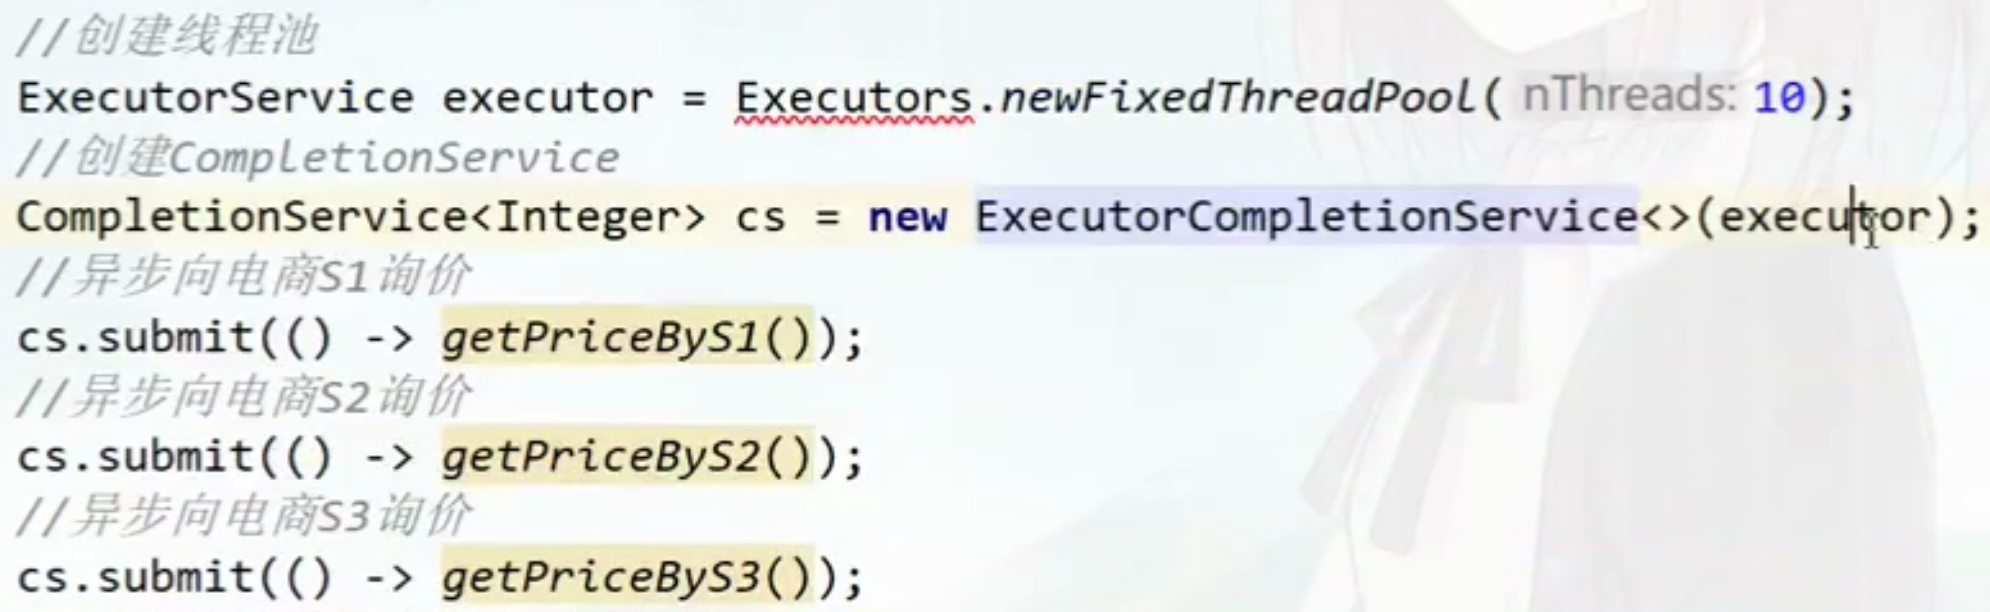 //创建线程池
ExecutorService executor = Executors.newFixedThreadPool( nThreads: 10);
//创建CompletionService
CompletionService<Integer> cs = new ExecutorCompletionService<>(executor);
//异步向电商S1询价
cs.submit(() -> getPriceByS1());
//异步向电商S2询价
cs.submit(() -> getPriceByS2());
//异步向电商S3询价
cs.submit(() -> getPriceByS3());